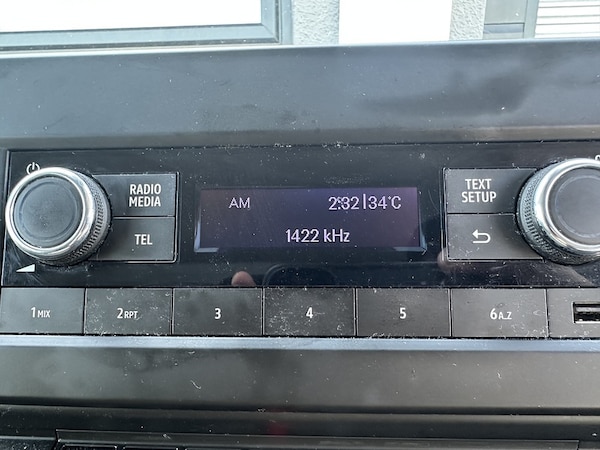 RADIO
MEDIA
AM
2:32|34°C
TEXT
SETUP
TEL
1422 kHz
1 MIX
2 RPT
3
4
5
6 A.Z